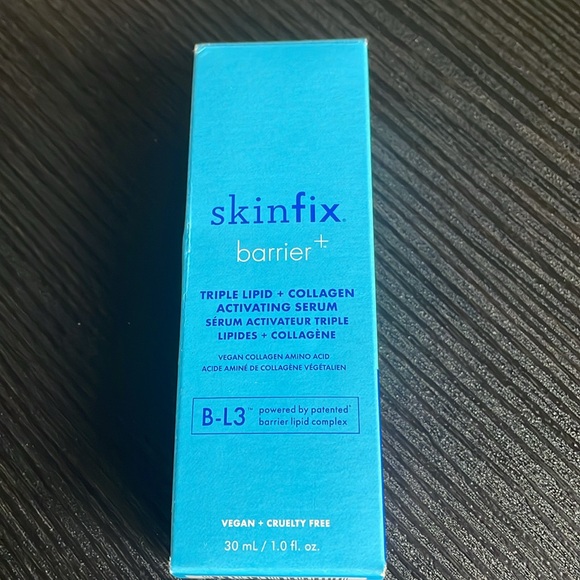 skinfix.
barrier+
TRIPLE LIPID + COLLAGEN
ACTIVATING SERUM
SÉRUM ACTIVATEUR TRIPLE
LIPIDES + COLLAGÈNE
VEGAN COLLAGEN AMINO ACID
ACIDE AMINÉ DE COLLAGÈNE VÉGÉTALIEN
B-L3™ powered by patented*
barrier lipid complex
VEGAN + CRUELTY FREE
30 mL / 1.0 fl. oz.